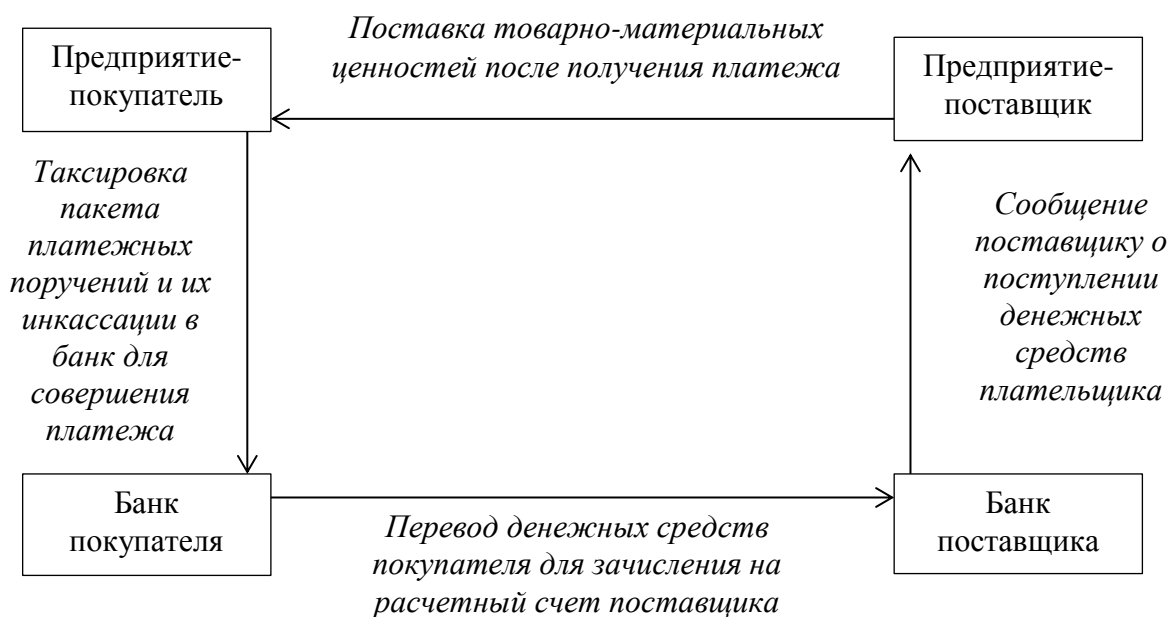 Поставка товарно-материальных
ценностей после получения платежа
Предприятие-
покупатель
Предприятие-
поставщик
Таксировка
пакета
платежных
поручений и их
инкассации в
банк для
совершения
платежа
Сообщение
поставщику о
поступлении
денежных
средств
плательщика
Банк
покупателя
Перевод денежных средств
покупателя для зачисления на
расчетный счет поставщика
Банк
поставщика